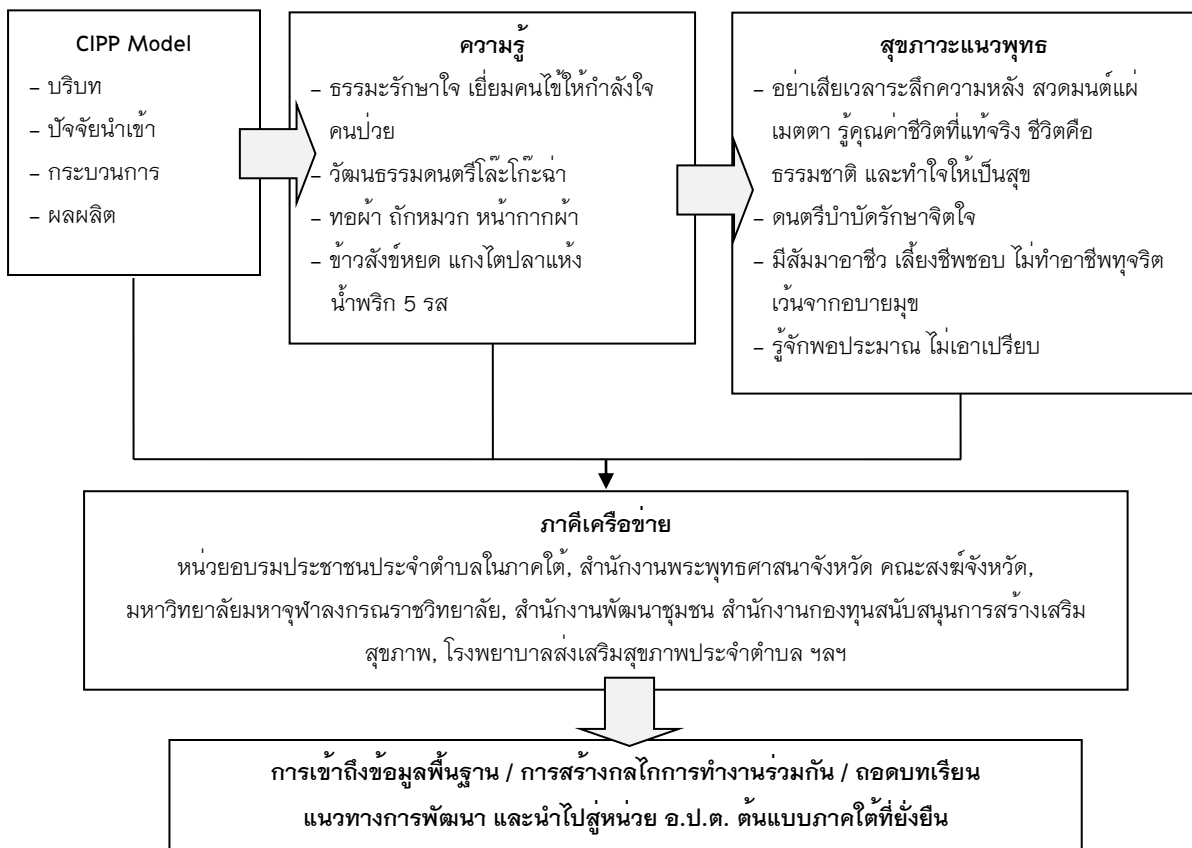 CIPP Model
– บริบท
– ปัจจัยนำเข้า
– กระบวนการ
– ผลผลิต
ความรู้
– ธรรมะรักษาใจ เยี่ยมคนไข้ให้กำลังใจ
คนป่วย
– วัฒนธรรมดนตรีโล๊ะโก๊ะฉ่า
– ทอผ้า ถักหมวก หน้ากากผ้า
– ข้าวสังข์หยด แกงไตปลาแห้ง
น้ำพริก 5 รส
สุขภาวะแนวพุทธ
– อย่าเสียเวลาระลึกความหลัง สวดมนต์แผ่
เมตตา รู้คุณค่าชีวิตที่แท้จริง ชีวิตคือ
ธรรมชาติ และทำใจให้เป็นสุข
– ดนตรีบำบัดรักษาจิตใจ
– มีสัมมาอาชีว เลี้ยงชีพชอบ ไม่ทำอาชีพทุจริต
เว้นจากอบายมุข
– รู้จักพอประมาณ ไม่เอาเปรียบ
ภาคีเครือข่าย
หน่วยอบรมประชาชนประจำตำบลในภาคใต้, สำนักงานพระพุทธศาสนาจังหวัด คณะสงฆ์จังหวัด,
มหาวิทยาลัยมหาจุฬาลงกรณราชวิทยาลัย, สำนักงานพัฒนาชุมชน สำนักงานกองทุนสนับสนุนการสร้างเสริม
สุขภาพ, โรงพยาบาลส่งเสริมสุขภาพประจำตำบล ฯลฯ
การเข้าถึงข้อมูลพื้นฐาน / การสร้างกลไกการทำงานร่วมกัน / ถอดบทเรียน
แนวทางการพัฒนา และนำไปสู่หน่วย อ.ป.ต. ต้นแบบภาคใต้ที่ยั่งยืน